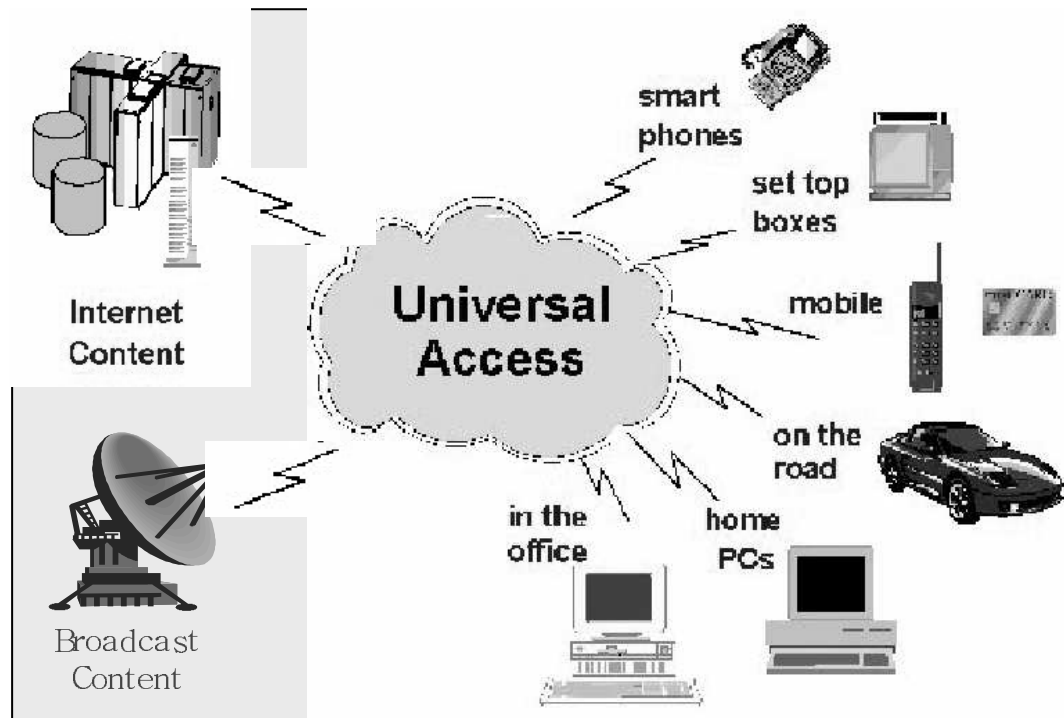 smart
phones
set top
boxes
Internet
Content
Universal
Access
mobile
on the
road
in the
office
home
PCs
Broadcast
Content